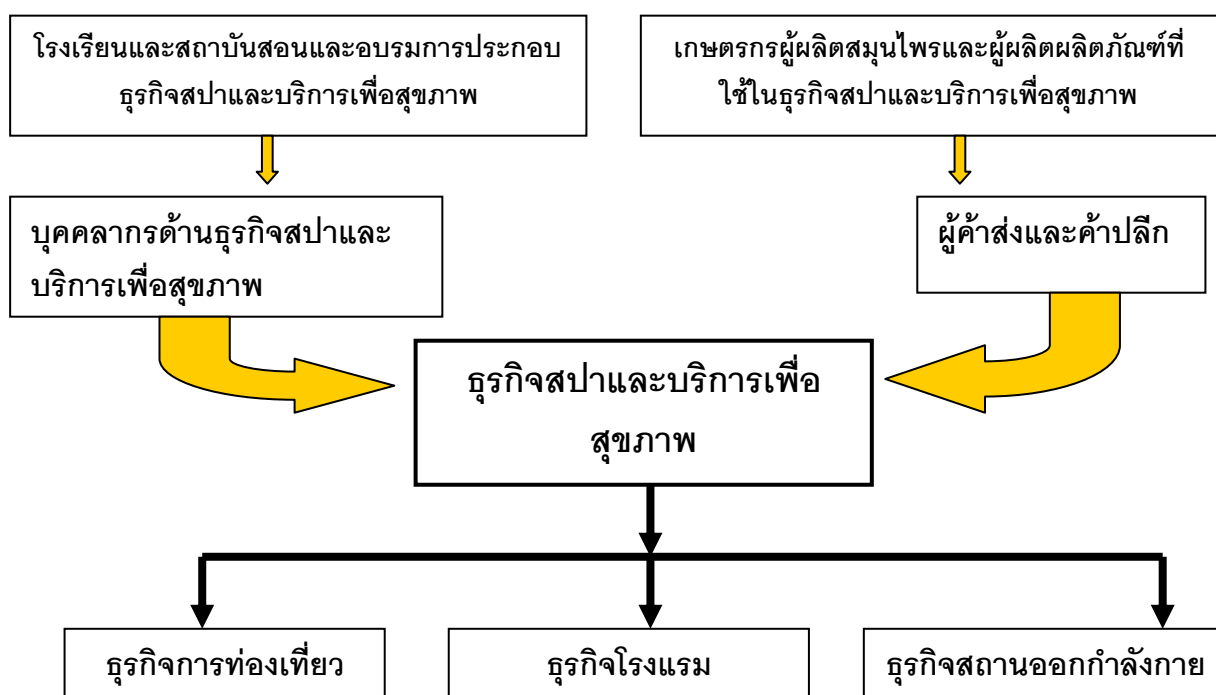 โรงเรียนและสถาบันสอนและอบรมการประกอบ
ธุรกิจสปาและบริการเพื่อสุขภาพ
เกษตรกรผู้ผลิตสมุนไพรและผู้ผลิตผลิตภัณฑ์ที่
ใช้ในธุรกิจสปาและบริการเพื่อสุขภาพ
บุคคลากรด้านธุรกิจสปาและ
บริการเพื่อสุขภาพ
ผู้ค้าส่งและค้าปลีก
ธุรกิจสปาและบริการเพื่อ
สุขภาพ
ธุรกิจการท่องเที่ยว
ธุรกิจโรงแรม
ธุรกิจสถานออกกำลังกาย